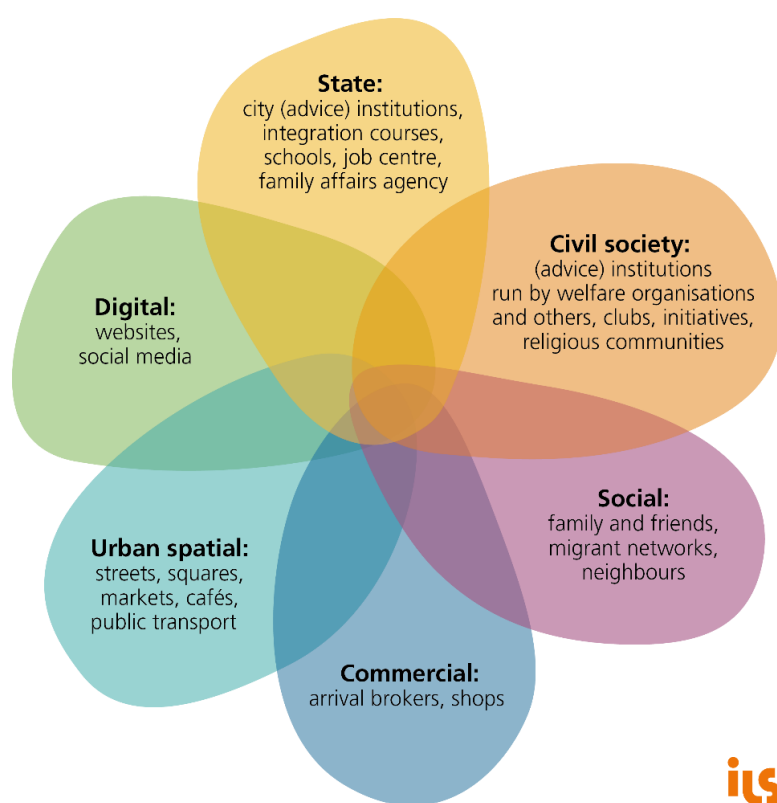 State:
city (advice) institutions,
integration courses,
schools, job centre,
family affairs agency
Civil society:
(advice) institutions
run by welfare organisations
and others, clubs, initiatives,
religious communities
Digital:
websites,
social media
Social:
family and friends,
migrant networks,
neighbours
Urban spatial:
streets, squares,
markets, cafés,
public transport
Commercial:
arrival brokers, shops
ils